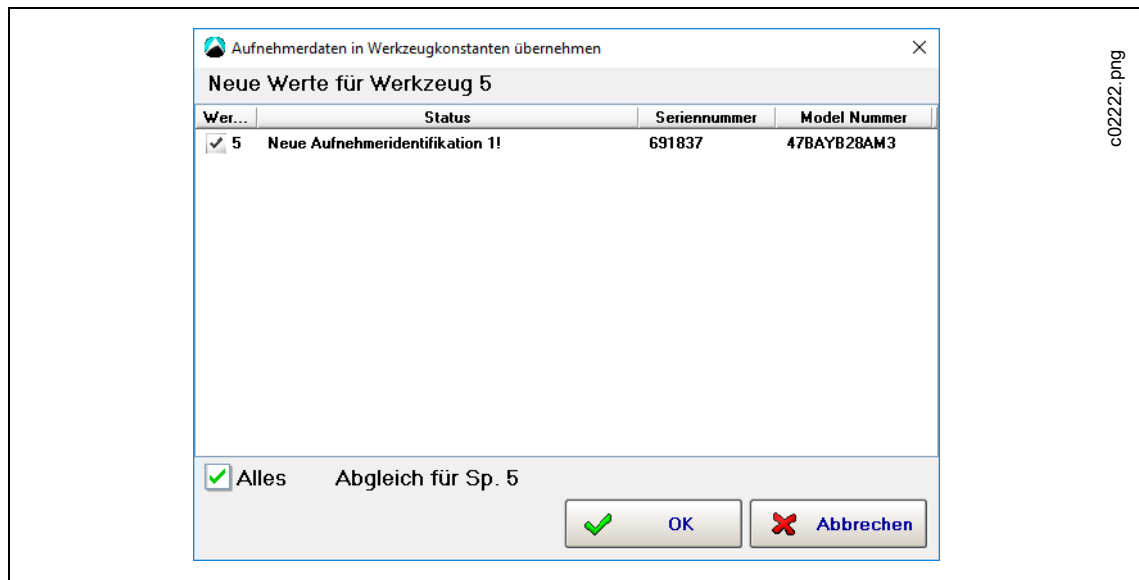 Aufnehmerdaten in Werkzeugkonstanten übernehmen
Neue Werte für Werkzeug 5
Wer... Status Seriennummer Model Nummer
5 Neue Aufnehmeridentifikation 1! 691837 47BAYB28AM3
Alles Abgleich für Sp. 5
OK Abbrechen
c02222.png